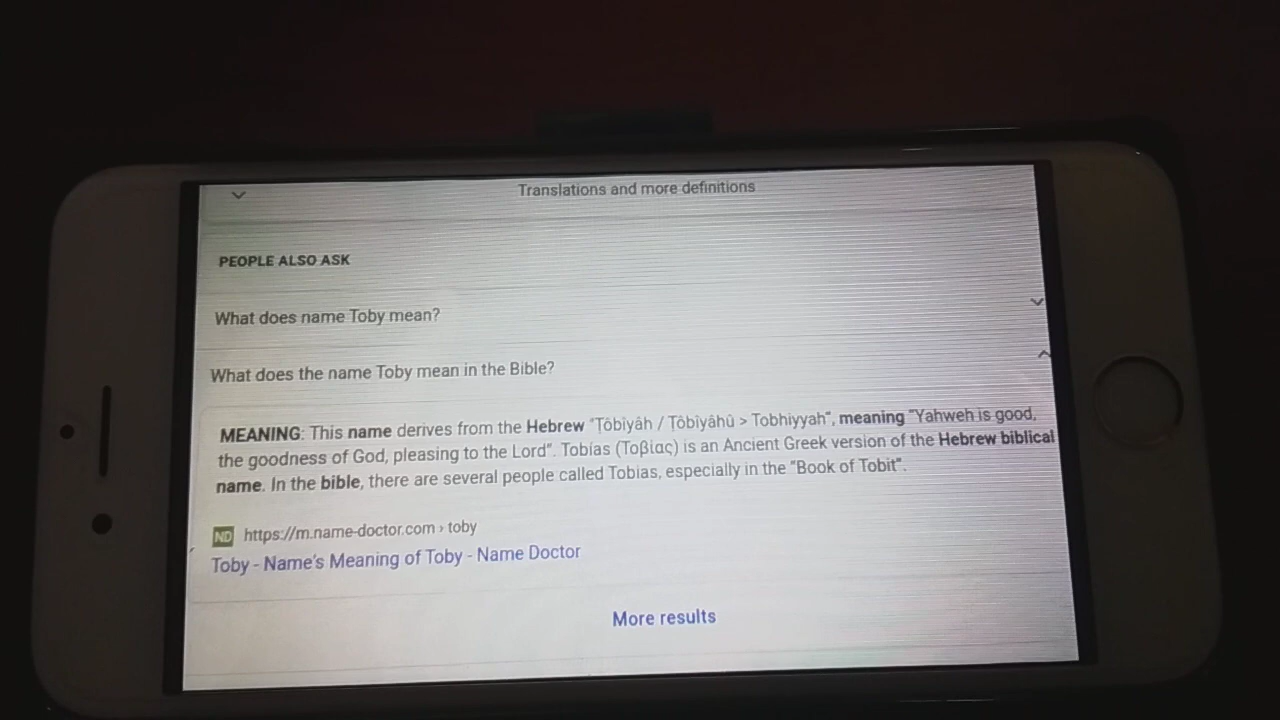 Translations and more definitions
PEOPLE ALSO ASK
What does name Toby mean?
What does the name Toby mean in the Bible?
MEANING: This name derives from the Hebrew "Ṭôbîyâh / Ṭôbîyâhû > Tobhiyyah", meaning "Yahweh is good,
the goodness of God, pleasing to the Lord". Tobías (Τοβίας) is an Ancient Greek version of the Hebrew biblical
name. In the bible, there are several people called Tobias, especially in the "Book of Tobit".
ND https://m.name-doctor.com › toby
Toby - Name's Meaning of Toby - Name Doctor
More results